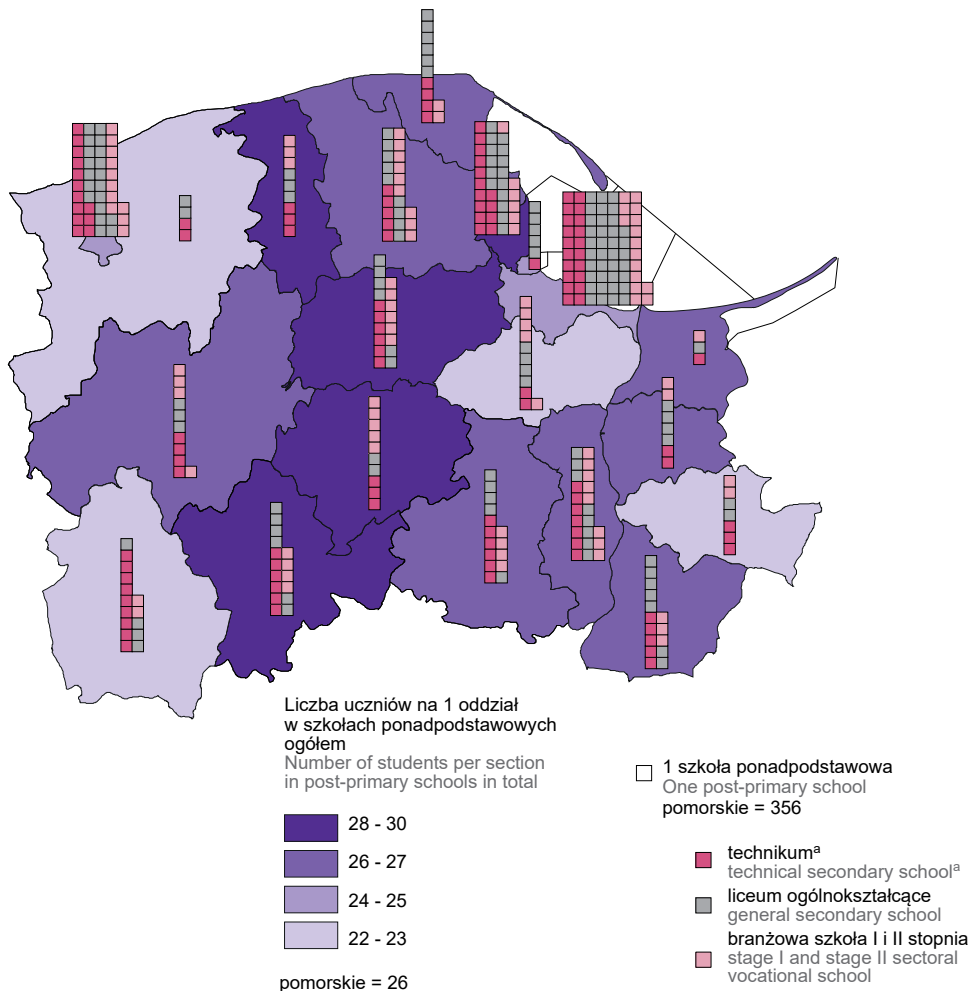 Liczba uczniów na 1 oddział
w szkołach ponadpodstawowych
ogółem
Number of students per section
in post-primary schools in total
28 - 30
26 - 27
24 - 25
22 - 23
pomorskie = 26
1 szkoła ponadpodstawowa
One post-primary school
pomorskie = 356
technikumᵃ
technical secondary schoolᵃ
liceum ogólnokształcące
general secondary school
branżowa szkoła I i II stopnia
stage I and stage II sectoral
vocational school